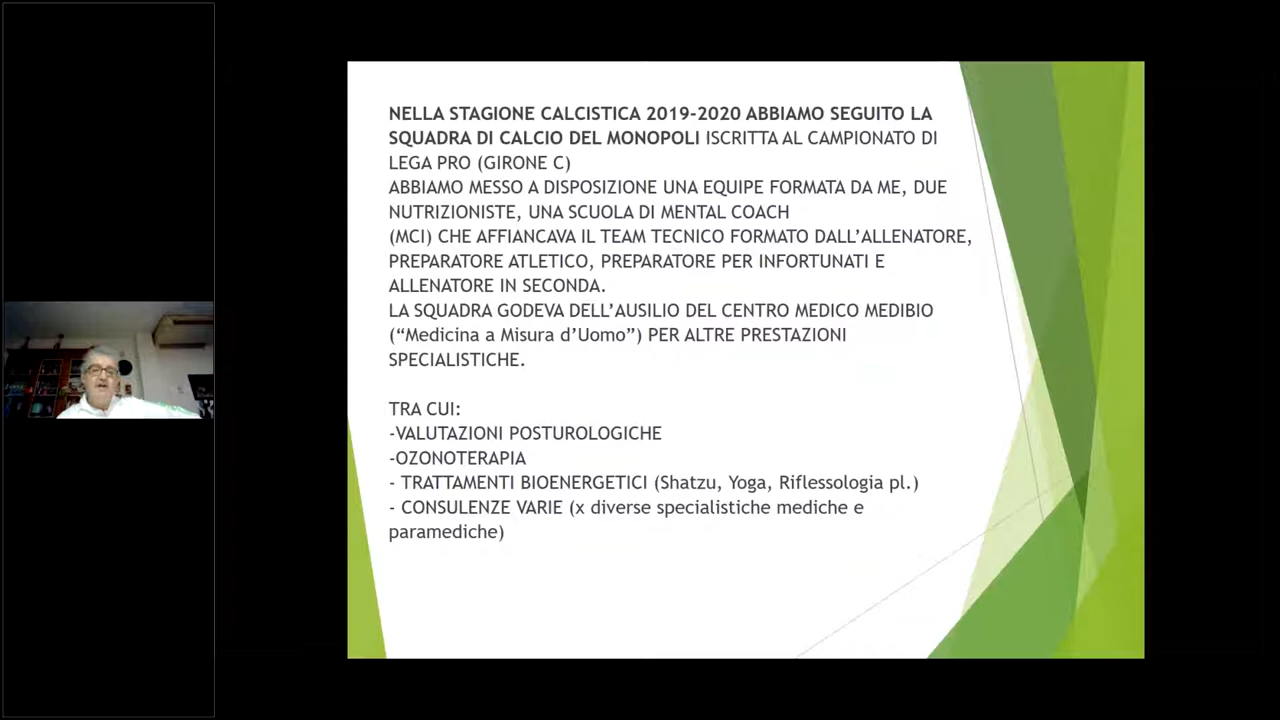 NELLA STAGIONE CALCISTICA 2019-2020 ABBIAMO SEGUITO LA
SQUADRA DI CALCIO DEL MONOPOLI ISCRITTA AL CAMPIONATO DI
LEGA PRO (GIRONE C)
ABBIAMO MESSO A DISPOSIZIONE UNA EQUIPE FORMATA DA ME, DUE
NUTRIZIONISTE, UNA SCUOLA DI MENTAL COACH
(MCI) CHE AFFIANCAVA IL TEAM TECNICO FORMATO DALL’ALLENATORE,
PREPARATORE ATLETICO, PREPARATORE PER INFORTUNATI E
ALLENATORE IN SECONDA.
LA SQUADRA GODEVA DELL’AUSILIO DEL CENTRO MEDICO MEDIBIO
(“Medicina a Misura d’Uomo”) PER ALTRE PRESTAZIONI
SPECIALISTICHE.
TRA CUI:
-VALUTAZIONI POSTUROLOGICHE
-OZONOTERAPIA
- TRATTAMENTI BIOENERGETICI (Shatzu, Yoga, Riflessologia pl.)
- CONSULENZE VARIE (x diverse specialistiche mediche e
paramediche)